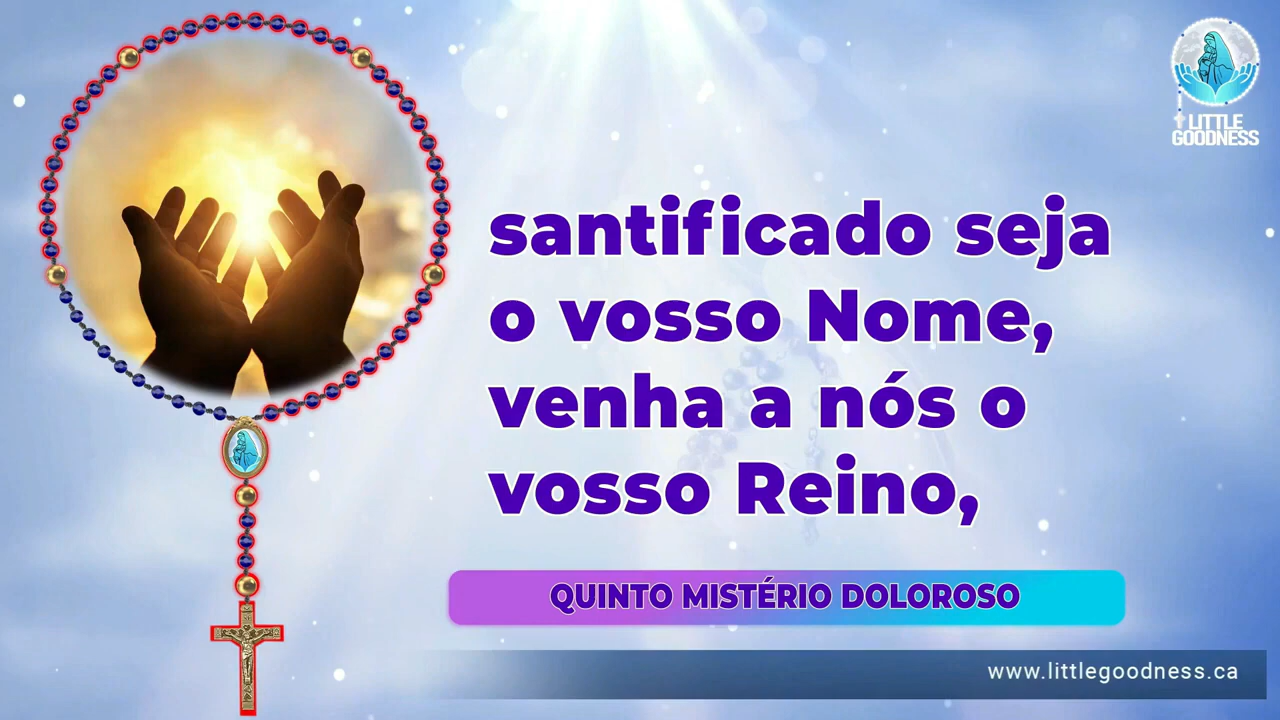 LITTLE
GOODNESS
santificado seja
o vosso Nome,
venha a nós o
vosso Reino,
QUINTO MISTÉRIO DOLOROSO
www.littlegoodness.ca